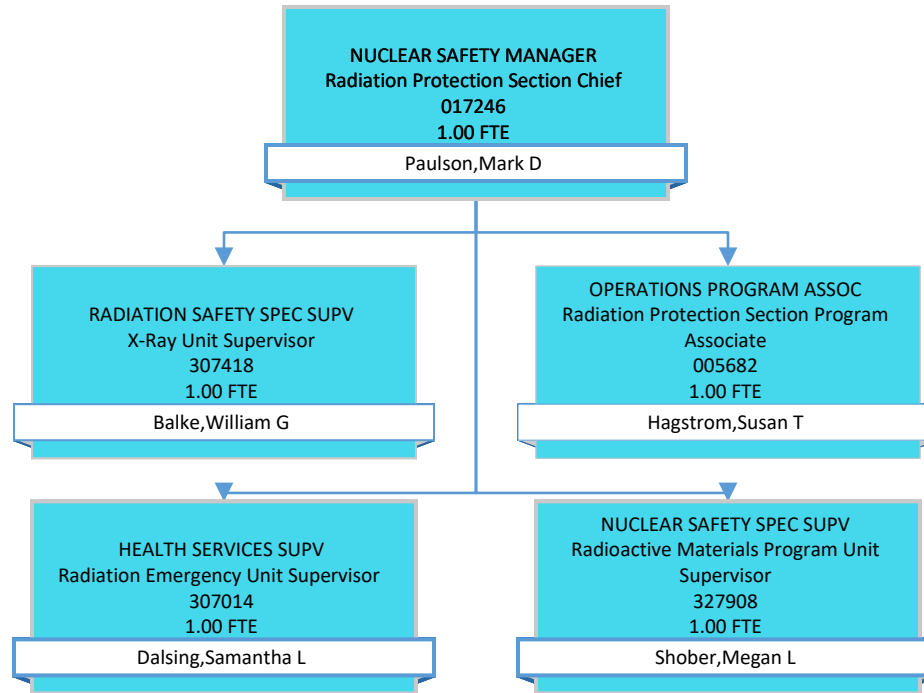 NUCLEAR SAFETY MANAGER
Radiation Protection Section Chief
017246
1.00 FTE
Paulson,Mark D
RADIATION SAFETY SPEC SUPV
X-Ray Unit Supervisor
307418
1.00 FTE
Balke,William G
OPERATIONS PROGRAM ASSOC
Radiation Protection Section Program
Associate
005682
1.00 FTE
Hagstrom,Susan T
HEALTH SERVICES SUPV
Radiation Emergency Unit Supervisor
307014
1.00 FTE
Dalsing,Samantha L
NUCLEAR SAFETY SPEC SUPV
Radioactive Materials Program Unit
Supervisor
327908
1.00 FTE
Shober,Megan L